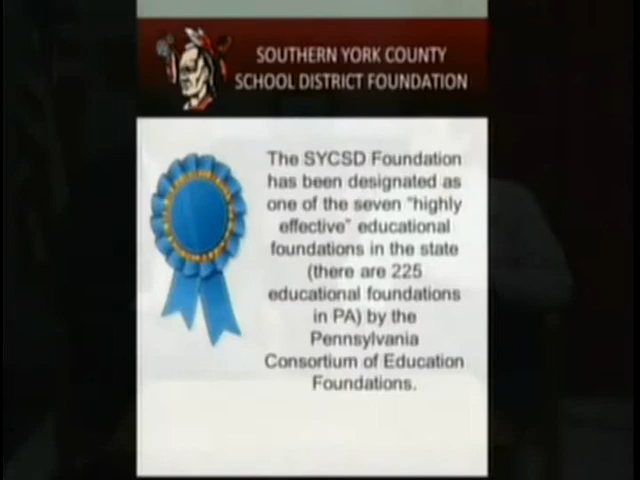 SOUTHERN YORK COUNTY
SCHOOL DISTRICT FOUNDATION
The SYCSD Foundation
has been designated as
one of the seven "highly
effective" educational
foundations in the state
(there are 225
educational foundations
in PA) by the
Pennsylvania
Consortium of Education
Foundations.